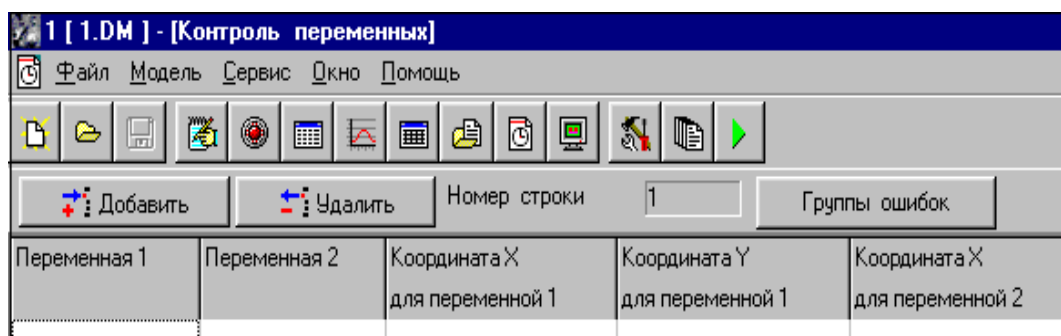 1 [ 1.DM ] - [Контроль переменных]
Файл Модель Сервис Окно Помощь
Добавить Удалить Номер строки 1 Группы ошибок
Переменная 1 Переменная 2 Координата X Координата Y Координата X
для переменной 1 для переменной 1 для переменной 2